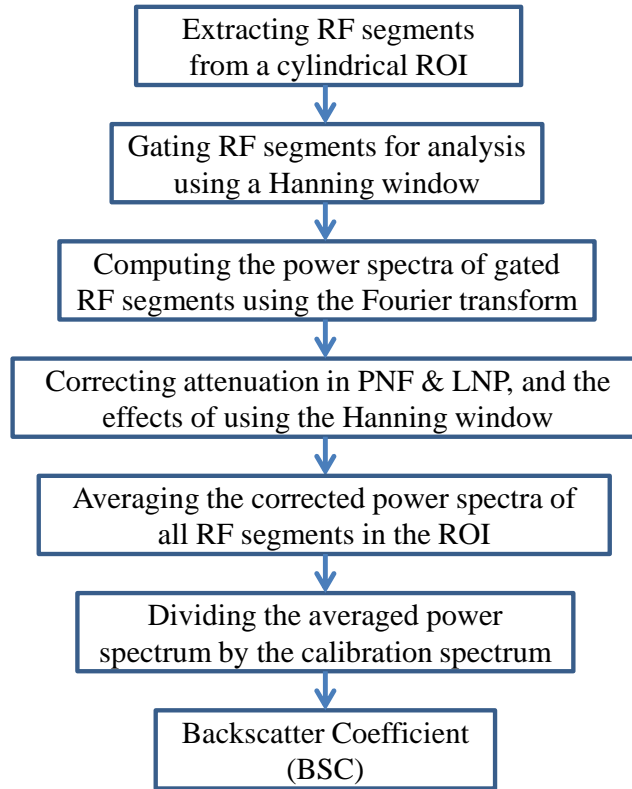 Extracting RF segments
from a cylindrical ROI
Gating RF segments for analysis
using a Hanning window
Computing the power spectra of gated
RF segments using the Fourier transform
Correcting attenuation in PNF & LNP, and the
effects of using the Hanning window
Averaging the corrected power spectra of
all RF segments in the ROI
Dividing the averaged power
spectrum by the calibration spectrum
Backscatter Coefficient
(BSC)